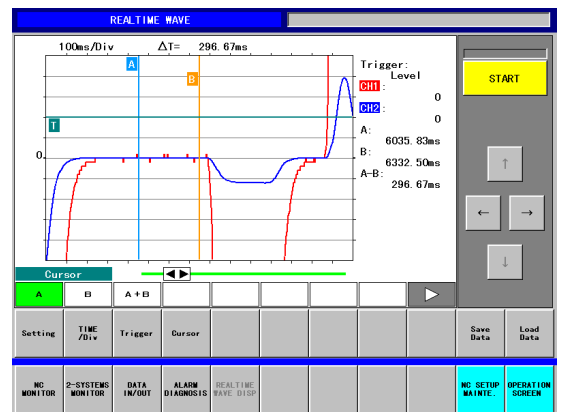 REALTIME WAVE
100ms/Div ΔT= 296.67ms
A
B
T
0
Trigger:
Level
CH1:
0
CH2:
0
A:
6035.83ms
B:
6332.50ms
A-B:
296.67ms
START
↑
← →
↓
Cursor
A B A+B
Setting TIME /Div Trigger Cursor Save Data Load Data
NC MONITOR 2-SYSTEMS MONITOR DATA IN/OUT ALARM DIAGNOSIS REALTIME WAVE DISP NC SETUP MAINTE. OPERATION SCREEN